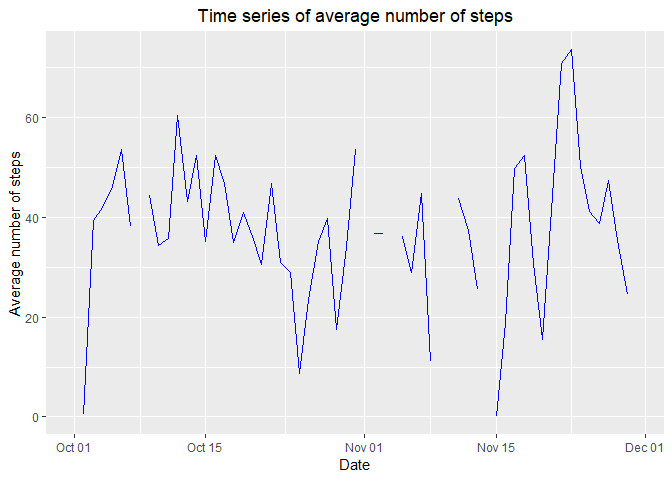 Time series of average number of steps
Average number of steps
60
40
20
0
Oct 01
Oct 15
Nov 01
Nov 15
Dec 01
Date